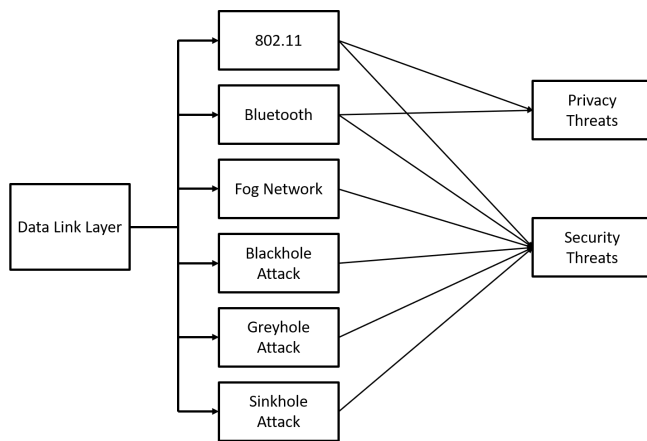 802.11
Bluetooth
Fog Network
Data Link Layer
Blackhole
Attack
Greyhole
Attack
Sinkhole
Attack
Privacy
Threats
Security
Threats